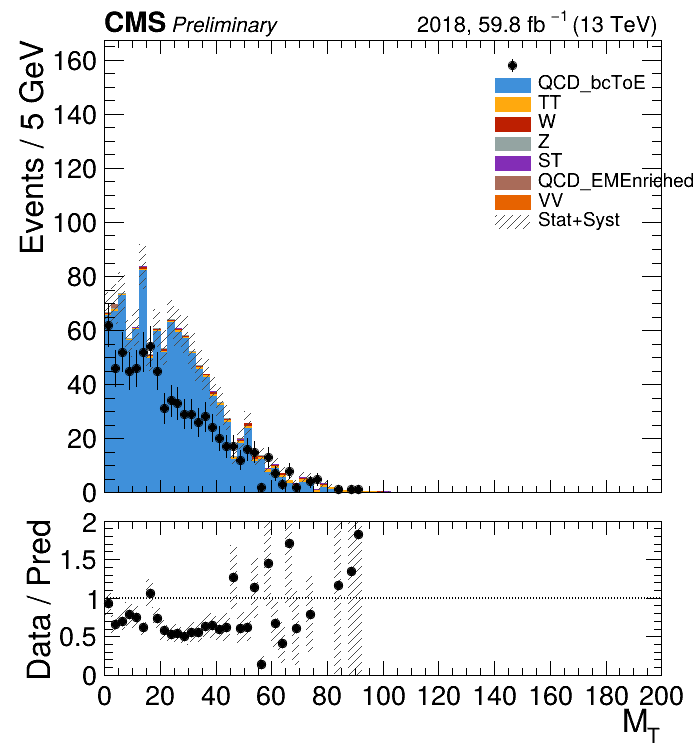 CMS Preliminary 2018, 59.8 fb⁻¹ (13 TeV)
Events / 5 GeV
160
140
120
100
80
60
40
20
0
QCD_bcToE
TT
W
Z
ST
QCD_EMEnriched
VV
Stat+Syst
Data / Pred
2
1.5
1
0.5
0
0 20 40 60 80 100 120 140 160 180 200
M_T